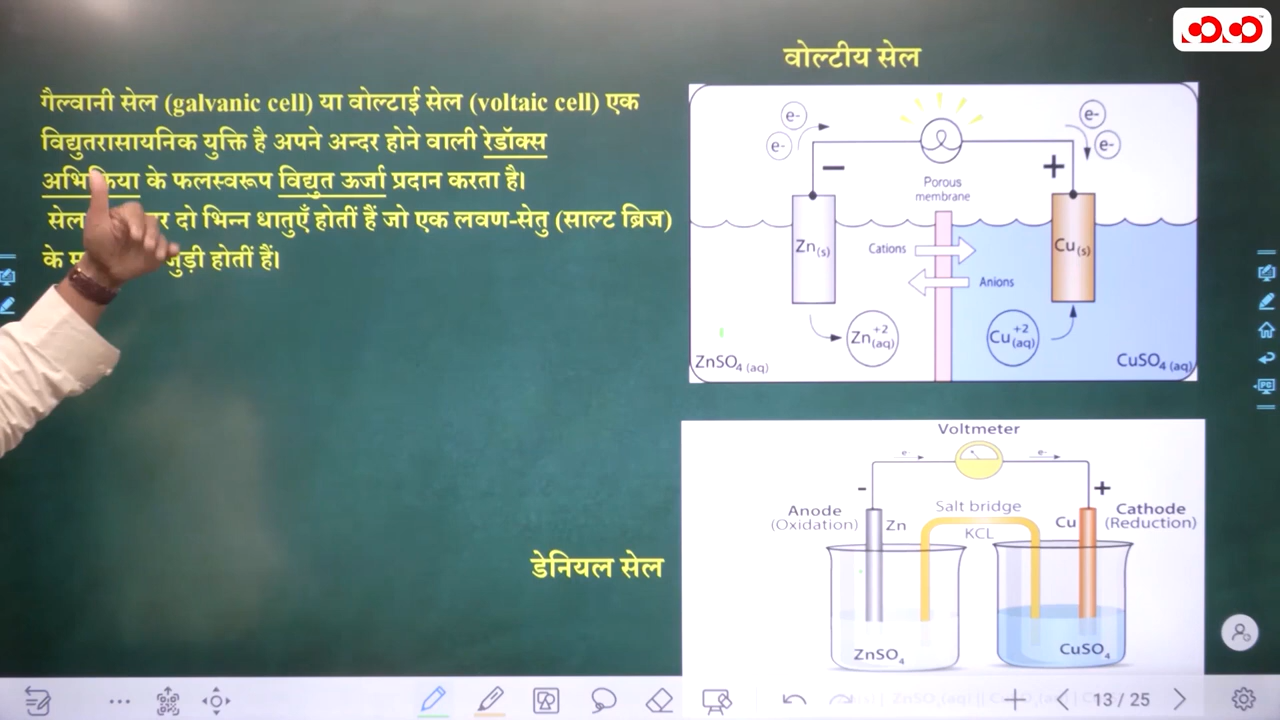 वोल्टीय सेल
गैल्वानी सेल (galvanic cell) या वोल्टाई सेल (voltaic cell) एक
विद्युतरासायनिक युक्ति है अपने अन्दर होने वाली रेडॉक्स
के फलस्वरूप विद्युत ऊर्जा प्रदान करता है।
सेल दो भिन्न धातुएँ होतीं हैं जो एक लवण-सेतु (साल्ट ब्रिज)
के जुड़ी होतीं हैं।
e- e-
e- e-
− +
Porous
membrane
Zn(s) Cations Cu(s)
Anions
Zn+2(aq) Cu+2(aq)
ZnSO4 (aq) CuSO4 (aq)
Voltmeter
e- e-
- +
Anode Salt bridge Cathode
(Oxidation) Zn KCL Cu (Reduction)
डेनियल सेल
ZnSO4 CuSO4
13 / 25